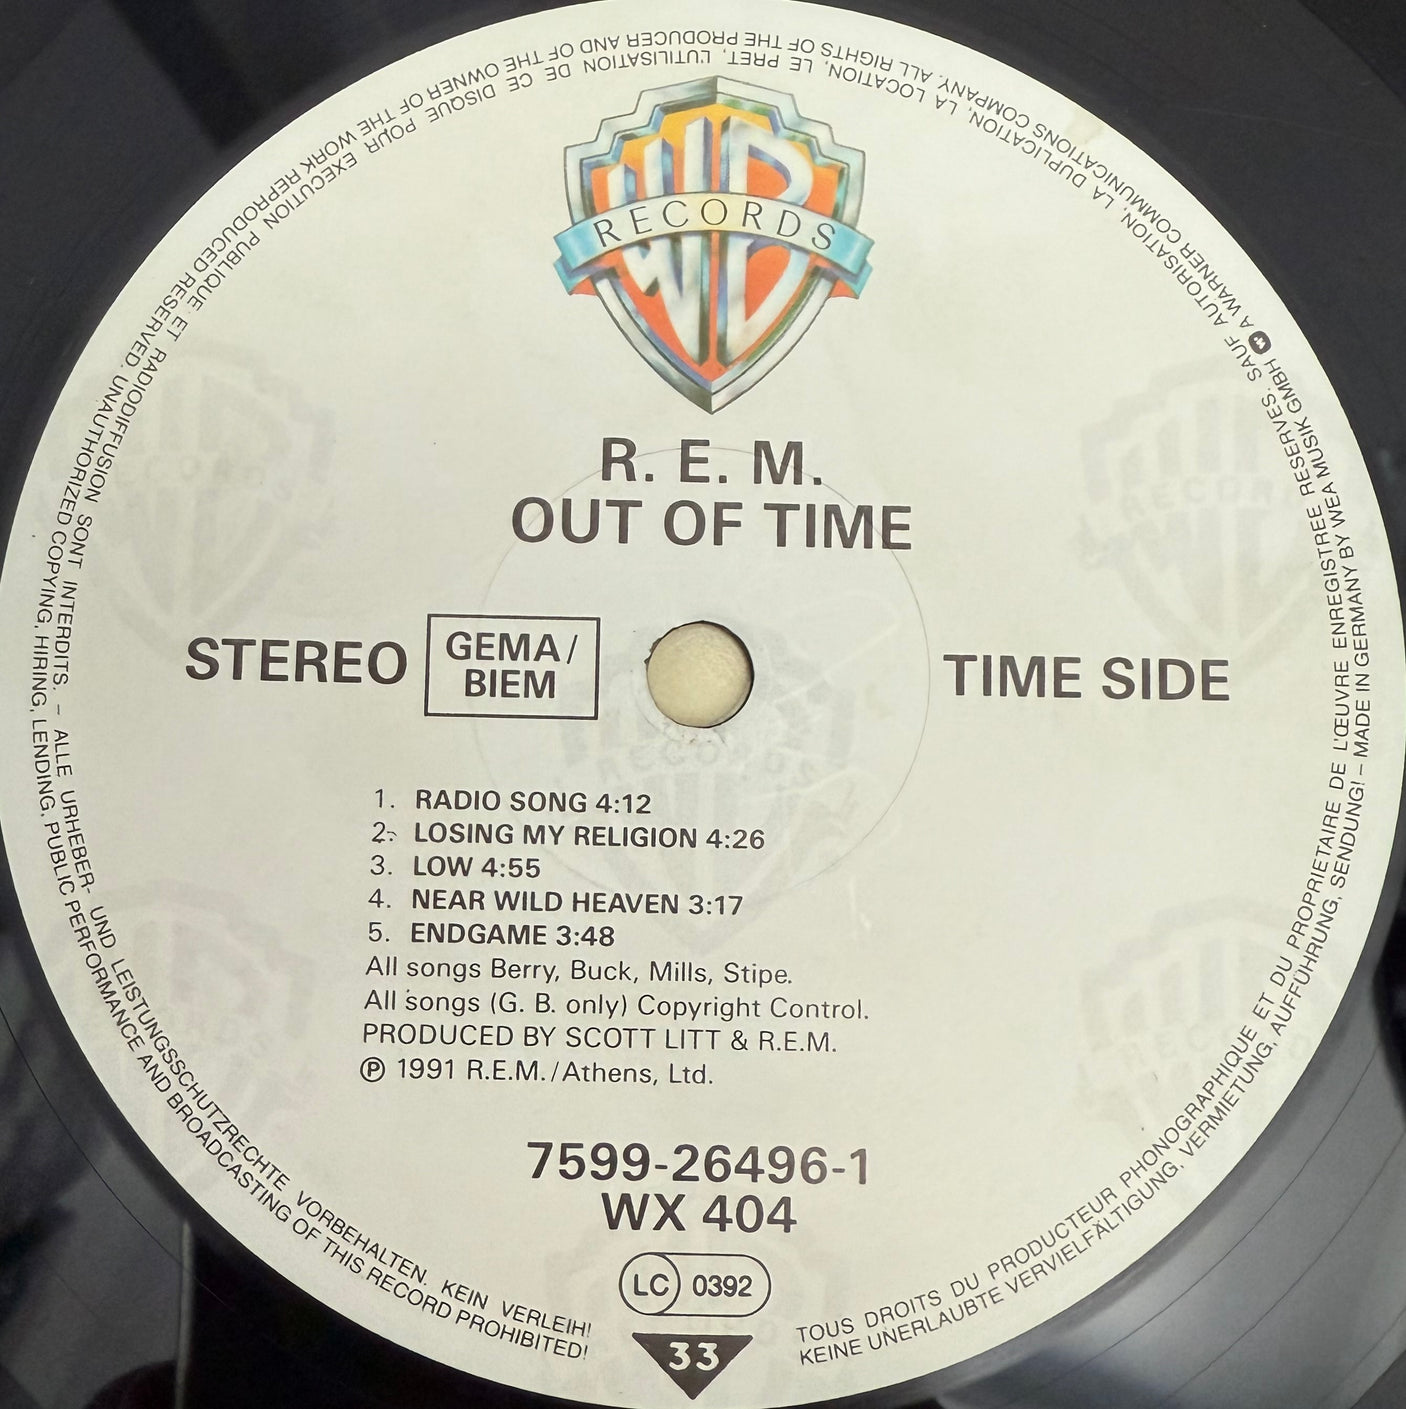 RECORDS
R. E. M.
OUT OF TIME
STEREO
GEMA/
BIEM
TIME SIDE
1. RADIO SONG 4:12
2. LOSING MY RELIGION 4:26
3. LOW 4:55
4. NEAR WILD HEAVEN 3:17
5. ENDGAME 3:48
All songs Berry, Buck, Mills, Stipe.
All songs (G. B. only) Copyright Control.
PRODUCED BY SCOTT LITT & R.E.M.
℗ 1991 R.E.M./Athens, Ltd.
7599-26496-1
WX 404
LC 0392
33
TOUS DROITS DU PRODUCTEUR PHONOGRAPHIQUE ET DU PROPRIETAIRE DE L'ŒUVRE ENREGISTREE RESERVES. SAUF AUTORISATION, LA DUPLICATION, LA LOCATION, LE PRET, L'UTILISATION DE CE DISQUE POUR EXECUTION PUBLIQUE ET RADIODIFFUSION SONT INTERDITS. – ALLE URHEBER- UND LEISTUNGSSCHUTZRECHTE VORBEHALTEN. KEIN VERLEIH!
KEINE UNERLAUBTE VERVIELFÄLTIGUNG, VERMIETUNG, AUFFÜHRUNG, SENDUNG! – MADE IN GERMANY BY WEA MUSIK GMBH A WARNER COMMUNICATIONS COMPANY. ALL RIGHTS OF THE PRODUCER AND OF THE OWNER OF THE WORK REPRODUCED RESERVED. UNAUTHORIZED COPYING, HIRING, LENDING, PUBLIC PERFORMANCE AND BROADCASTING OF THIS RECORD PROHIBITED!